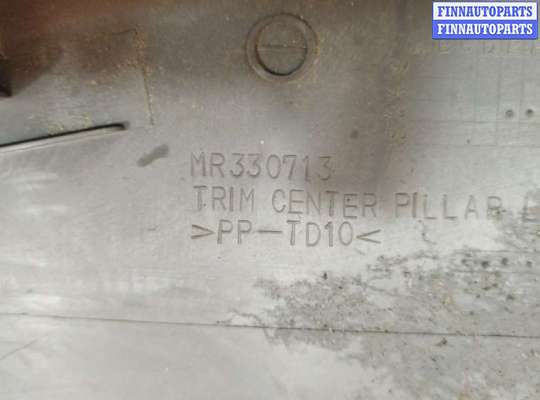 FINNAUTOPARTS
FINNAUTOPARTS
MR330713
TRIM CENTER PILLAR
>PP-TD10<